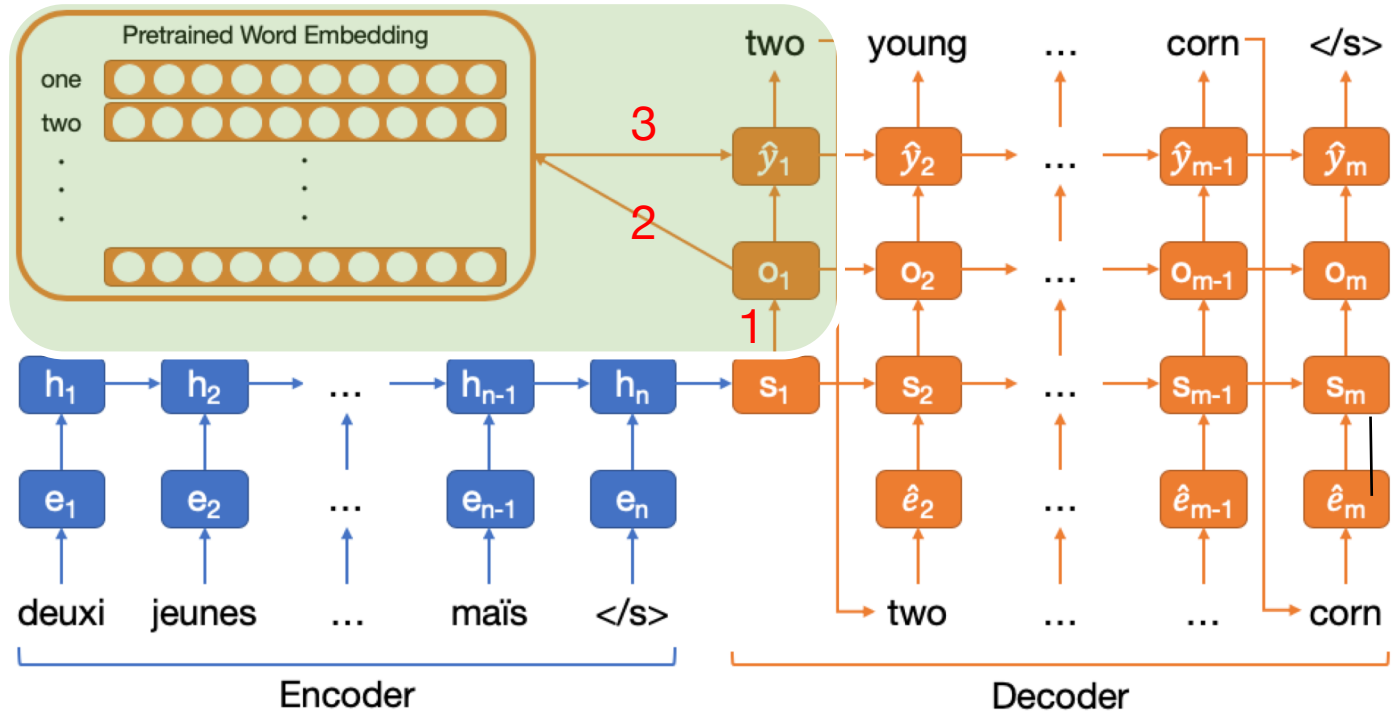 Pretrained Word Embedding
one
two
.
.
.
.
.
.
two young ... corn </s>
3
ŷ1 ŷ2 ... ŷm-1 ŷm
2
o1 o2 ... om-1 om
1
h1 h2 ... hn-1 hn s1 s2 ... sm-1 sm
e1 e2 ... en-1 en ê2 ... êm-1 êm
deuxi jeunes ... maïs </s> two ... ... corn
Encoder Decoder